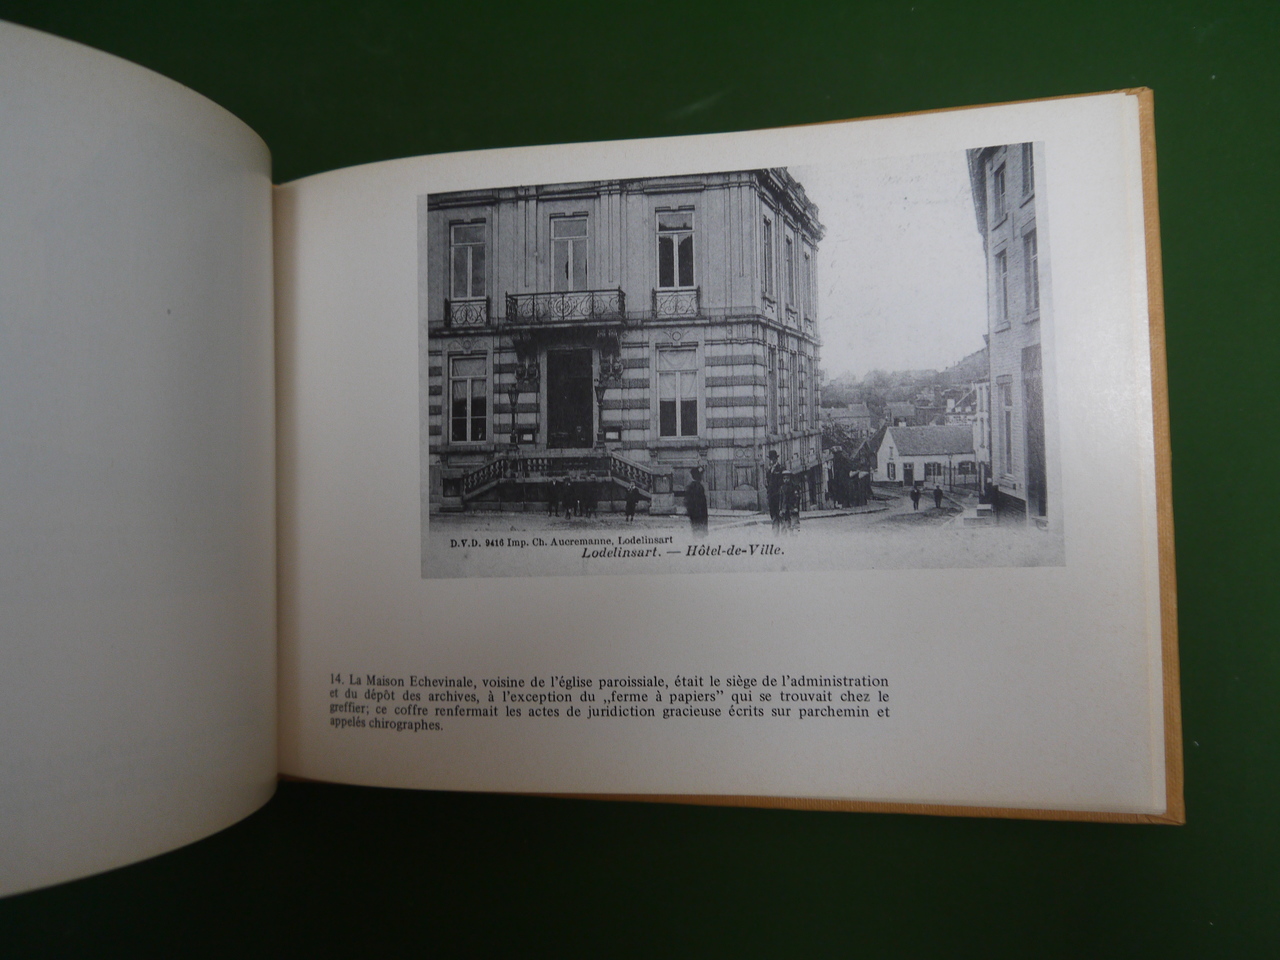 D.V.D. 9416 Imp. Ch. Aucremanne, Lodelinsart
Lodelinsart. — Hôtel-de-Ville.
14. La Maison Echevinale, voisine de l'église paroissiale, était le siège de l'administration
et du dépôt des archives, à l'exception du „ferme à papiers” qui se trouvait chez le
greffier; ce coffre renfermait les actes de juridiction gracieuse écrits sur parchemin et
appelés chirographes.